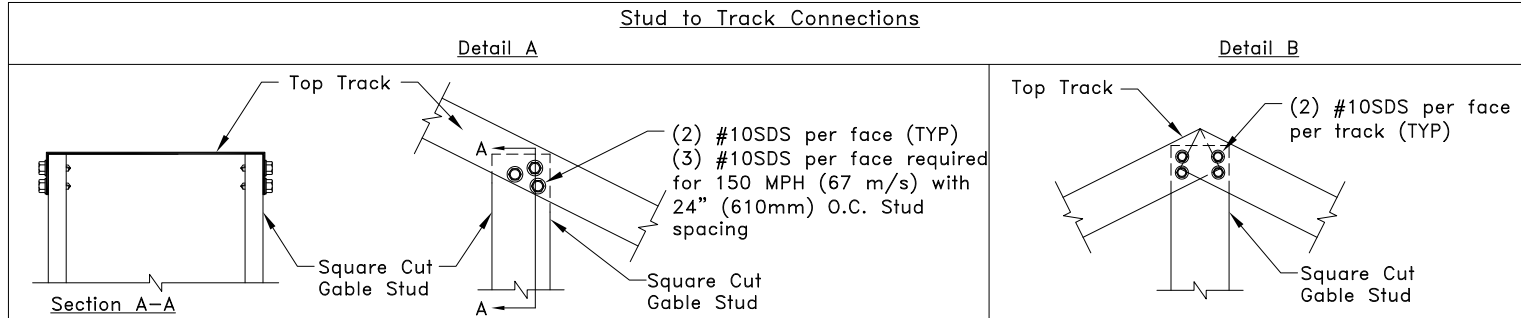 Stud to Track Connections
Detail A
Detail B
Top Track
(2) #10SDS per face (TYP)
(3) #10SDS per face required
for 150 MPH (67 m/s) with
24" (610mm) O.C. Stud
spacing
A
A
Square Cut
Gable Stud
Square Cut
Gable Stud
Section A-A
Top Track
(2) #10SDS per face
per track (TYP)
Square Cut
Gable Stud